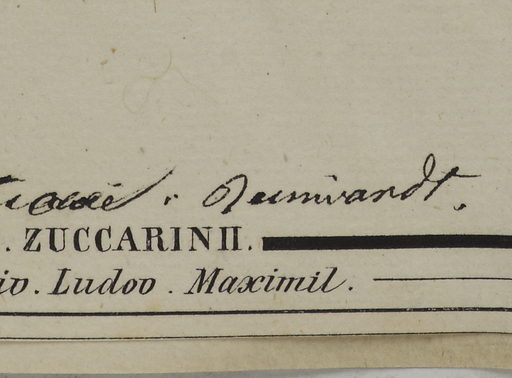 . Reinwardt.
. ZUCCARINII.
iv. Ludov. Maximil.